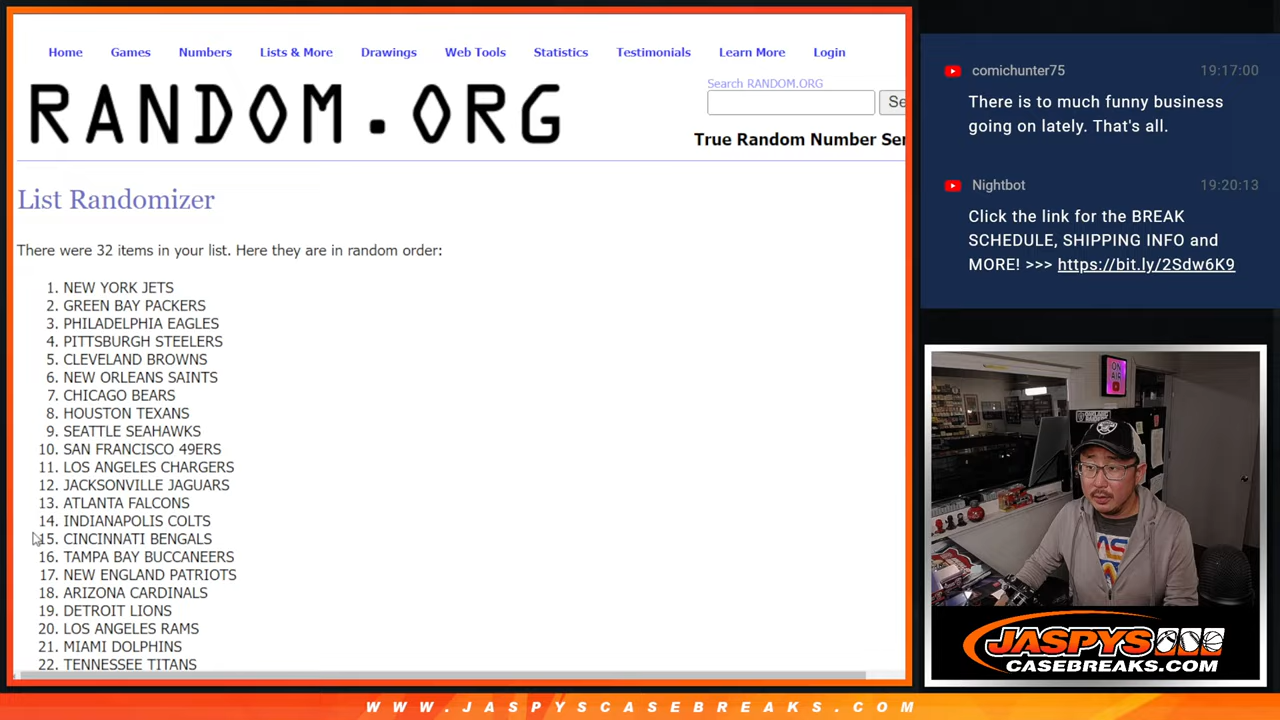 Home Games Numbers Lists & More Drawings Web Tools Statistics Testimonials Learn More Login
RANDOM.ORG
Search RANDOM.ORG
Se
True Random Number Ser
List Randomizer
There were 32 items in your list. Here they are in random order:
1. NEW YORK JETS
2. GREEN BAY PACKERS
3. PHILADELPHIA EAGLES
4. PITTSBURGH STEELERS
5. CLEVELAND BROWNS
6. NEW ORLEANS SAINTS
7. CHICAGO BEARS
8. HOUSTON TEXANS
9. SEATTLE SEAHAWKS
10. SAN FRANCISCO 49ERS
11. LOS ANGELES CHARGERS
12. JACKSONVILLE JAGUARS
13. ATLANTA FALCONS
14. INDIANAPOLIS COLTS
15. CINCINNATI BENGALS
16. TAMPA BAY BUCCANEERS
17. NEW ENGLAND PATRIOTS
18. ARIZONA CARDINALS
19. DETROIT LIONS
20. LOS ANGELES RAMS
21. MIAMI DOLPHINS
22. TENNESSEE TITANS
comichunter75 19:17:00
There is to much funny business
going on lately. That's all.
Nightbot 19:20:13
Click the link for the BREAK
SCHEDULE, SHIPPING INFO and
MORE! >>> https://bit.ly/2Sdw6K9
ON
AIR
JASPYS
CASEBREAKS.COM
WWW.JASPYSCASEBREAKS.COM